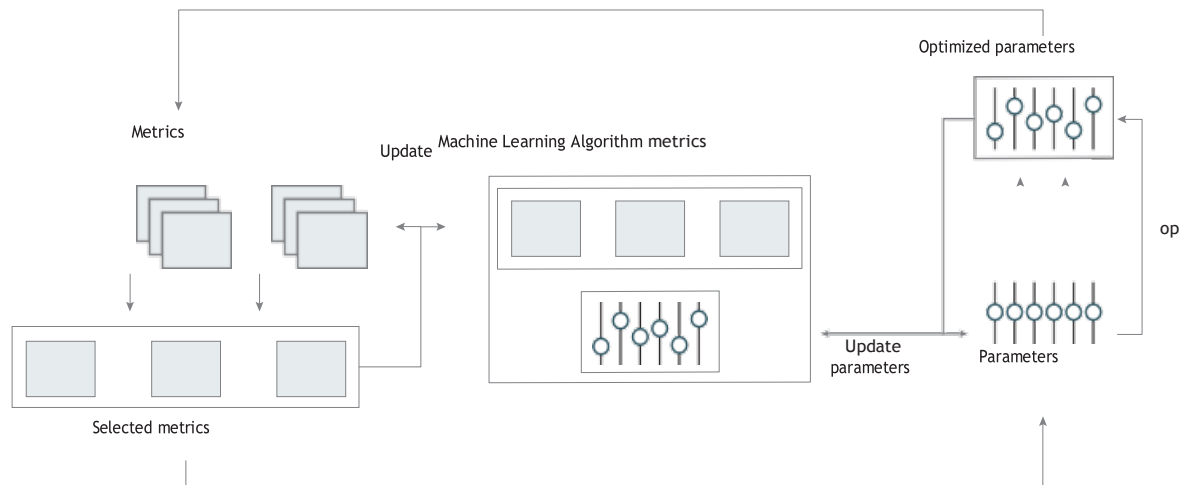 Optimized parameters
Metrics
Update
Machine Learning Algorithm metrics
op
Update
parameters
Parameters
Selected metrics